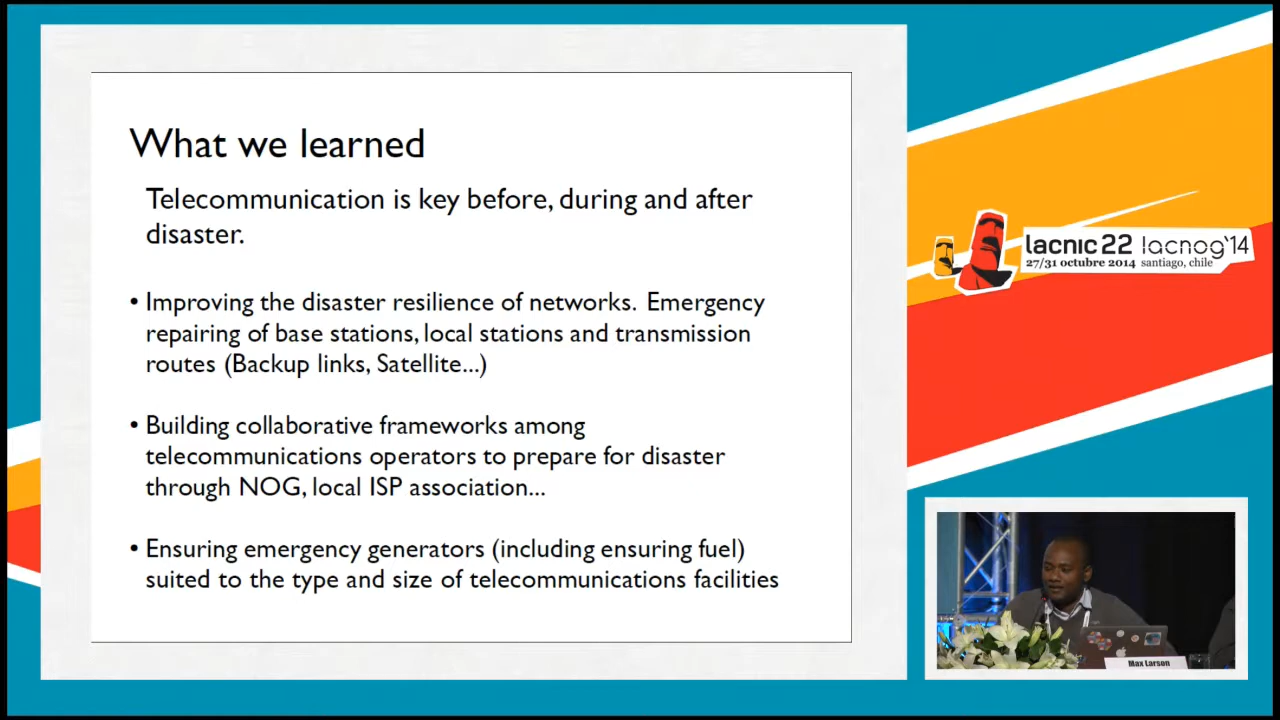 What we learned
Telecommunication is key before, during and after
disaster.
• Improving the disaster resilience of networks. Emergency
repairing of base stations, local stations and transmission
routes (Backup links, Satellite...)
• Building collaborative frameworks among
telecommunications operators to prepare for disaster
through NOG, local ISP association...
• Ensuring emergency generators (including ensuring fuel)
suited to the type and size of telecommunications facilities
lacnic 22 lacnog'14
27/31 octubre 2014 santiago, chile
Max Larson